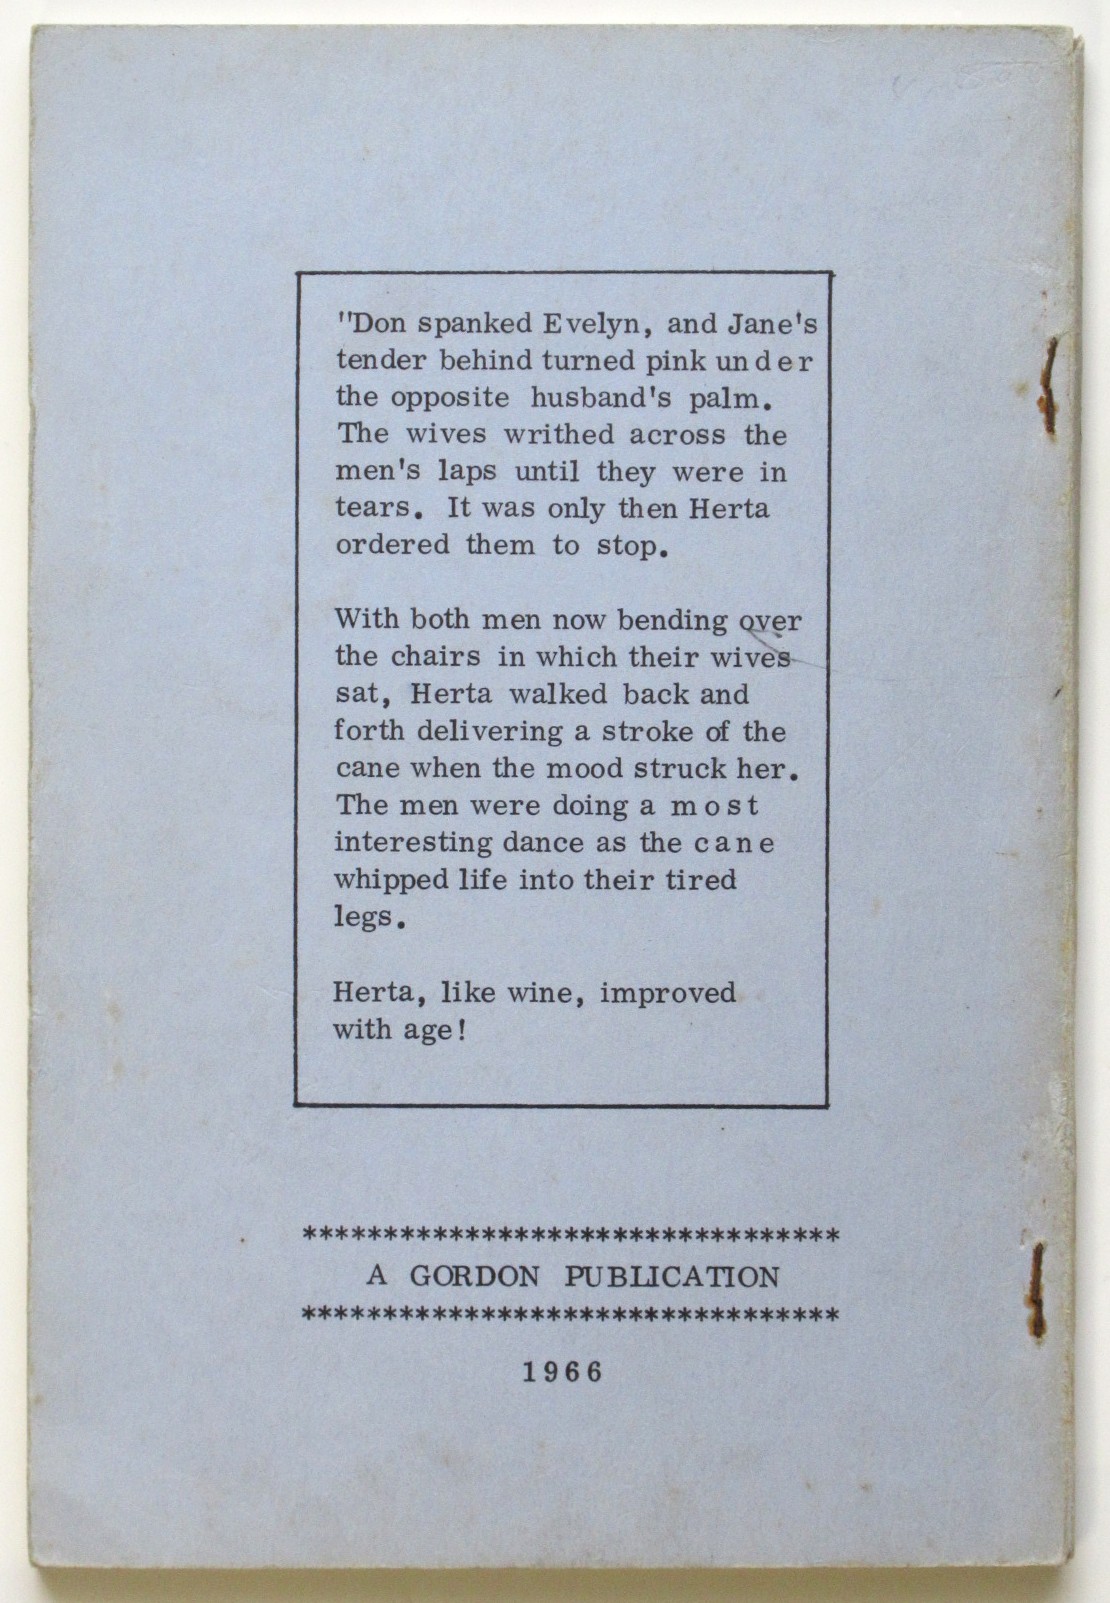 "Don spanked Evelyn, and Jane's
tender behind turned pink under
the opposite husband's palm.
The wives writhed across the
men's laps until they were in
tears. It was only then Herta
ordered them to stop.
With both men now bending over
the chairs in which their wives
sat, Herta walked back and
forth delivering a stroke of the
cane when the mood struck her.
The men were doing a most
interesting dance as the cane
whipped life into their tired
legs.
Herta, like wine, improved
with age!
*********************************
A GORDON PUBLICATION
*********************************
1966